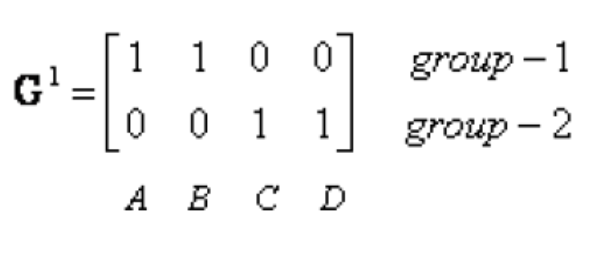 G¹ = [1 1 0 0] group − 1
[0 0 1 1] group − 2
A B C D